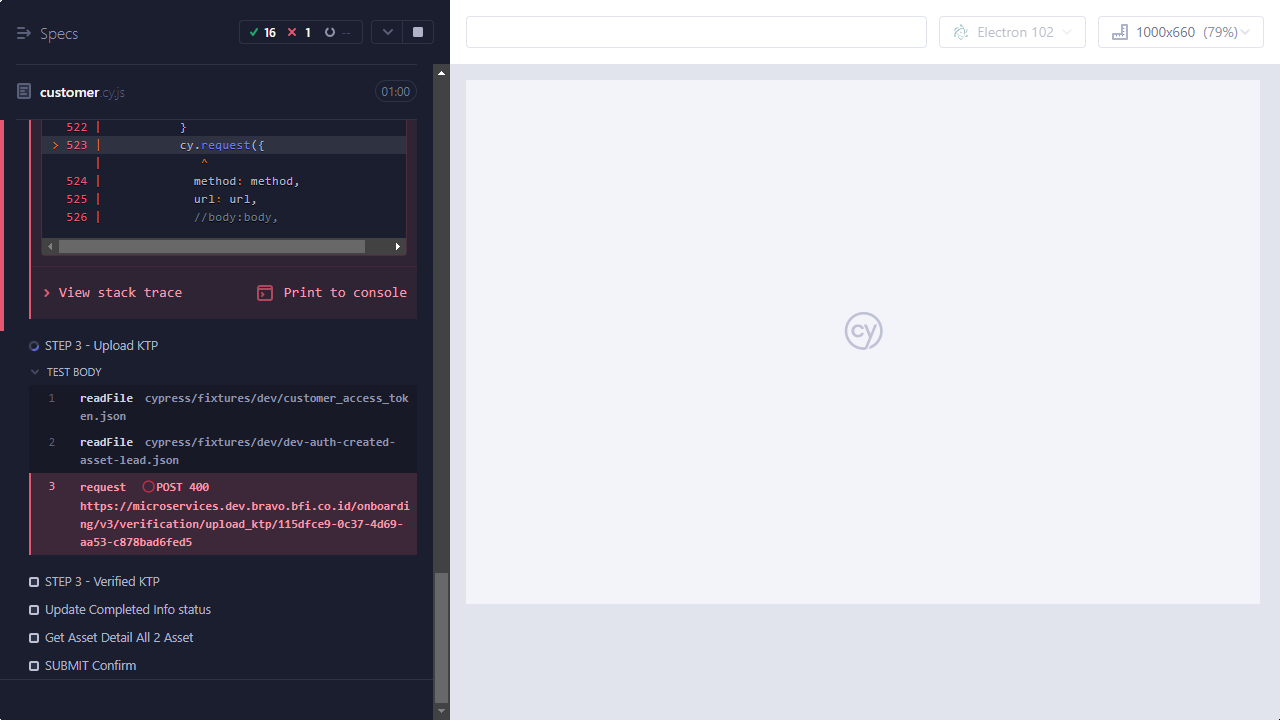 Specs
16
1
--
Electron 102
1000x660 (79%)
customer.cy.js
01:00
522 | }
> 523 | cy.request({
| ^
524 | method: method,
525 | url: url,
526 | //body:body,
View stack trace
Print to console
STEP 3 - Upload KTP
TEST BODY
1 readFile cypress/fixtures/dev/customer_access_tok
en.json
2 readFile cypress/fixtures/dev/dev-auth-created-
asset-lead.json
3 request POST 400
https://microservices.dev.bravo.bfi.co.id/onboardi
ng/v3/verification/upload_ktp/115dfce9-0c37-4d69-
aa53-c878bad6fed5
STEP 3 - Verified KTP
Update Completed Info status
Get Asset Detail All 2 Asset
SUBMIT Confirm
cy